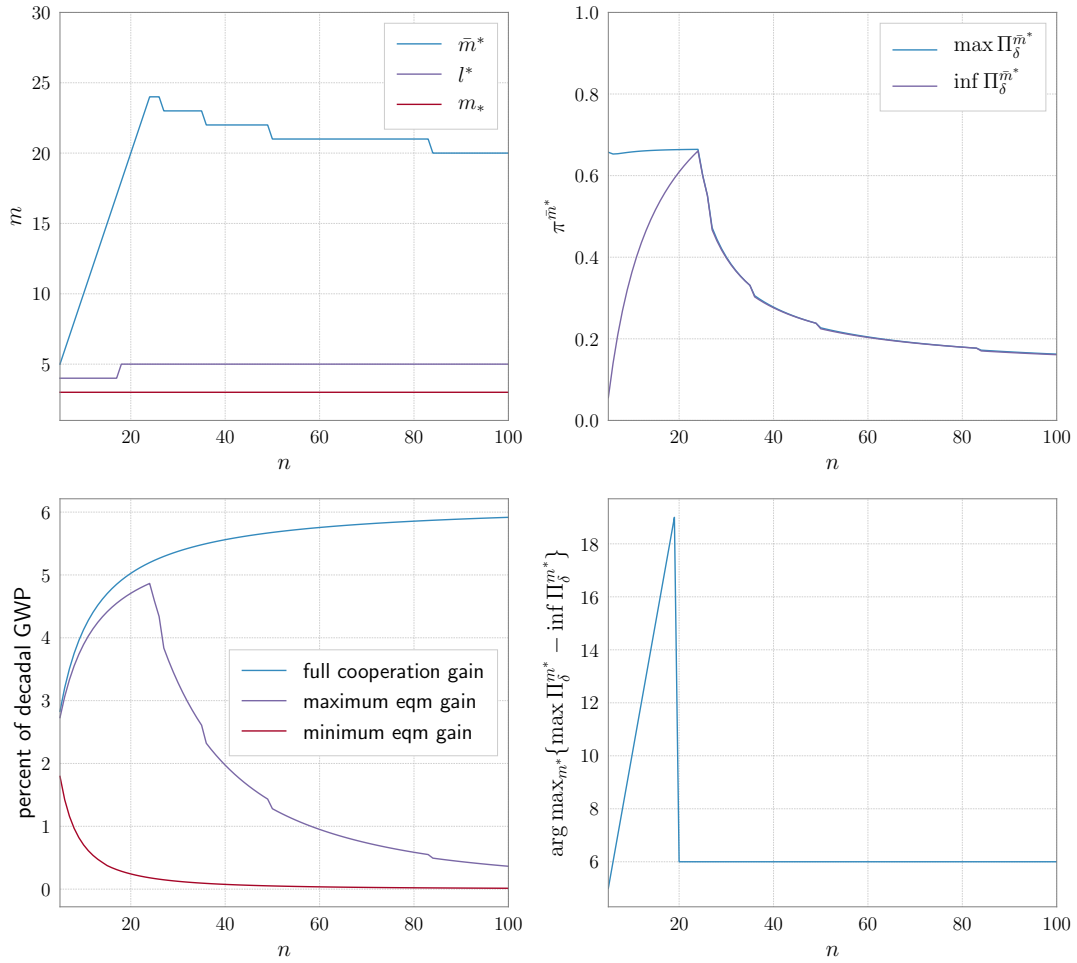 30
25
20
15
10
5
m
20
40
60
80
100
n
m̄*
l*
m_*
1.0
0.8
0.6
0.4
0.2
0.0
π^{m̄*}
20
40
60
80
100
n
max Π_δ^{m̄*}
inf Π_δ^{m̄*}
6
5
4
3
2
1
0
percent of decadal GWP
20
40
60
80
100
n
full cooperation gain
maximum eqm gain
minimum eqm gain
18
16
14
12
10
8
6
arg max_{m*}{max Π_δ^{m*} − inf Π_δ^{m*}}
20
40
60
80
100
n